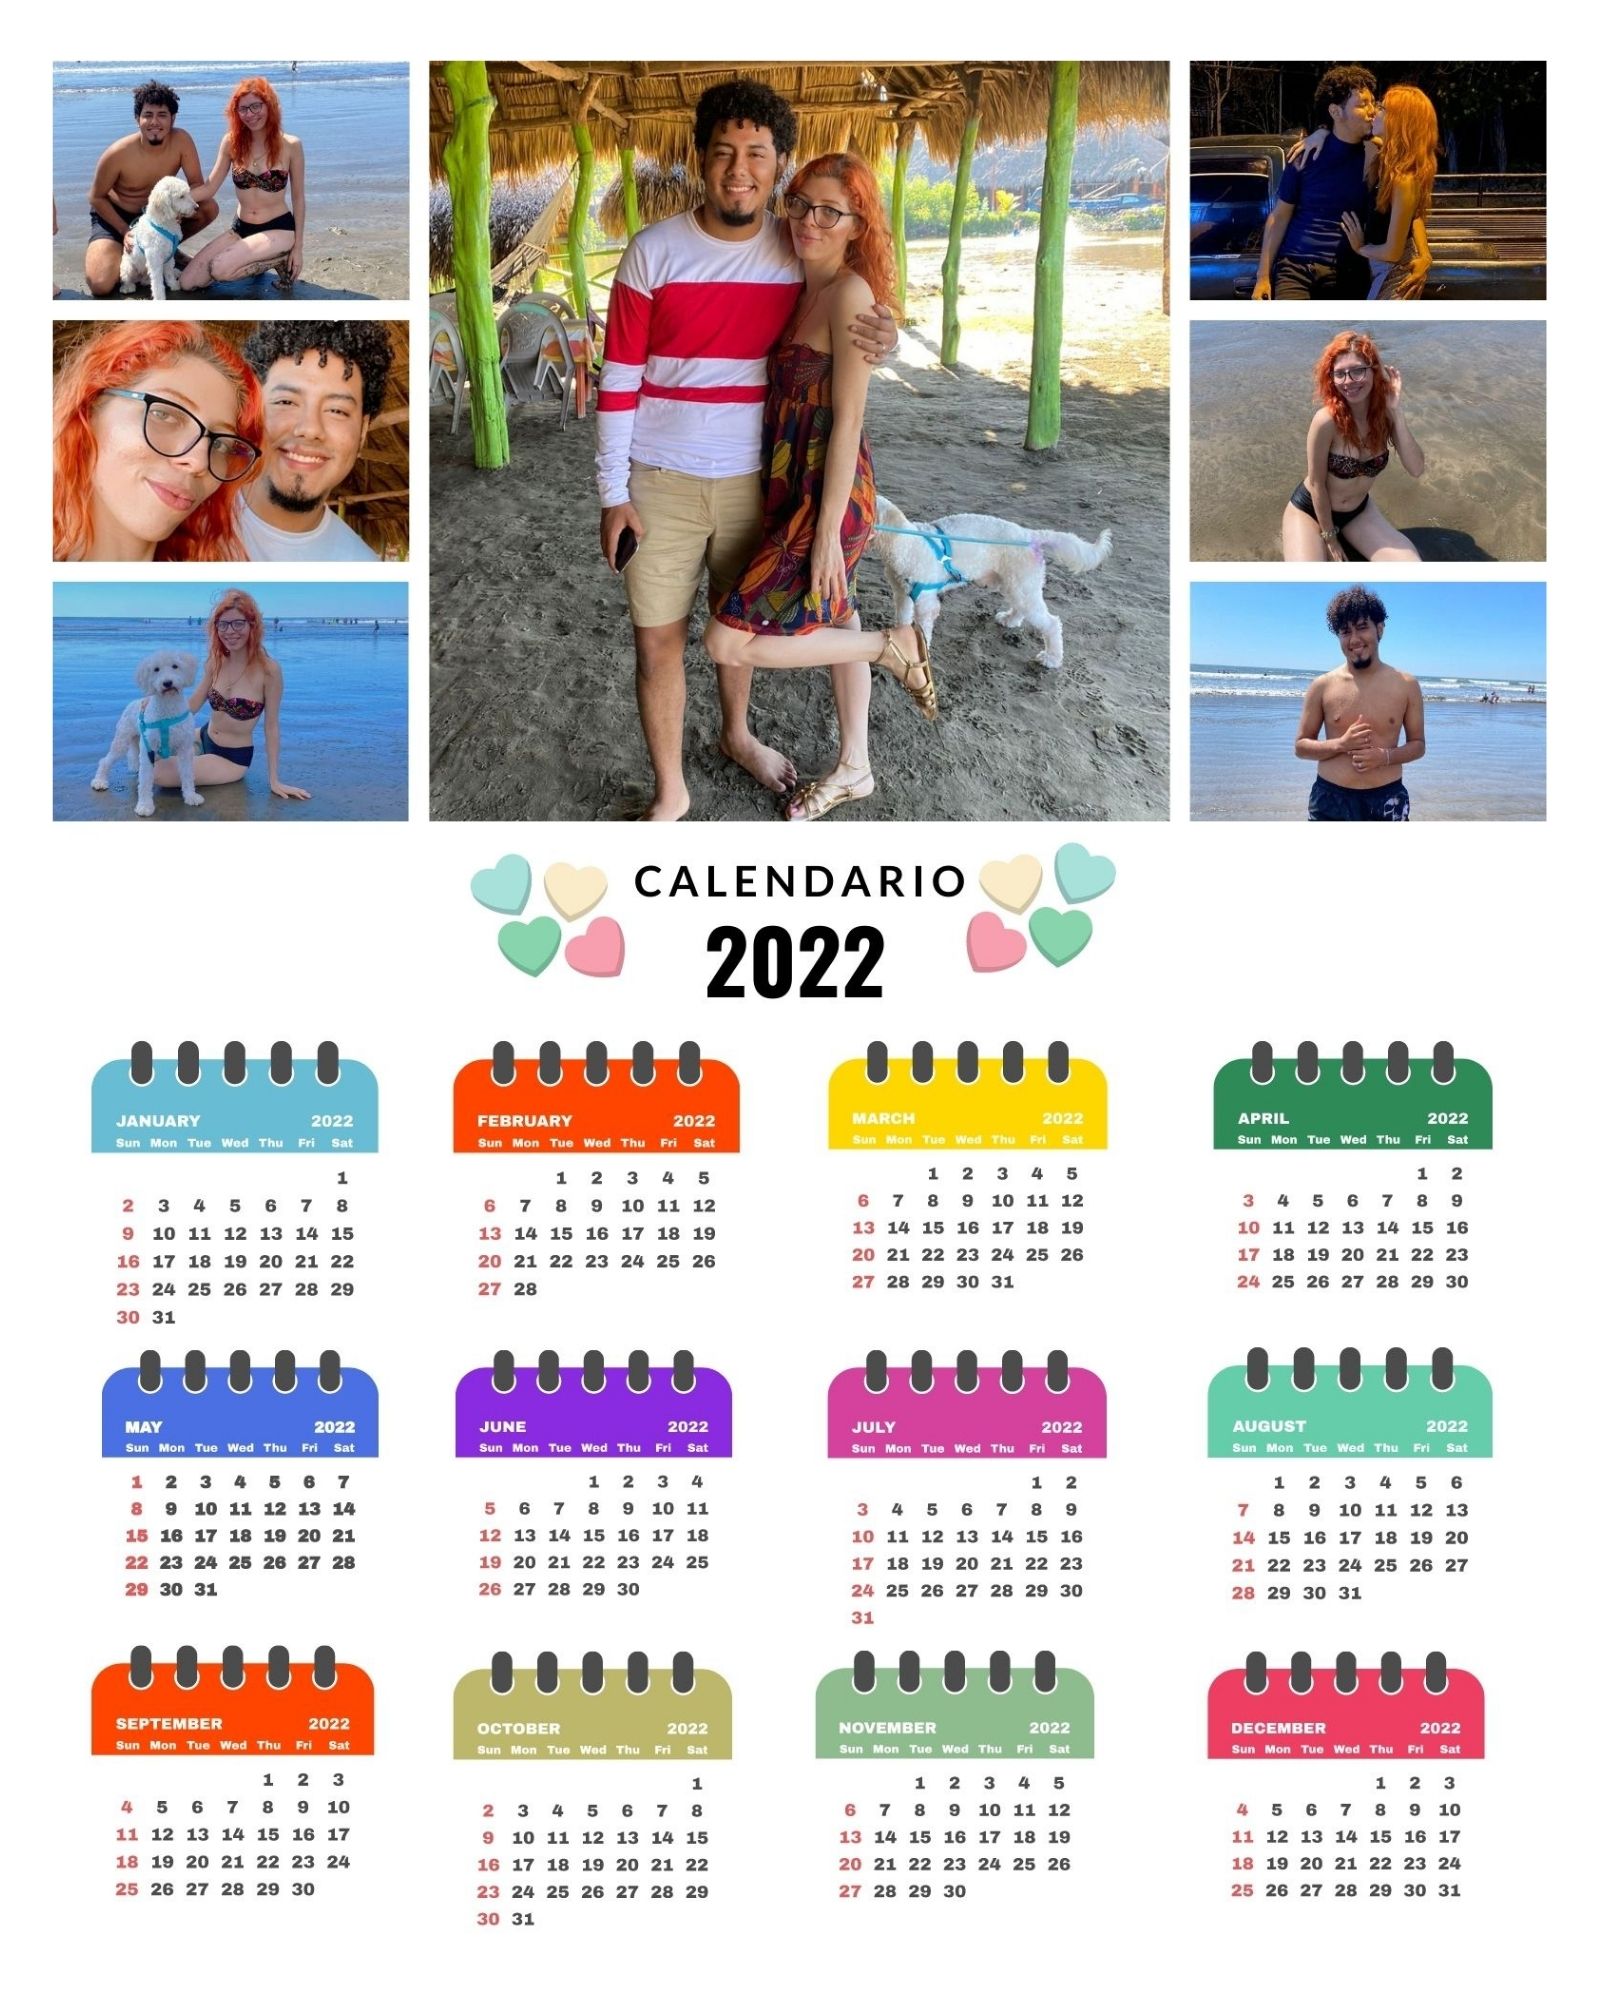 CALENDARIO
2022
JANUARY 2022
Sun Mon Tue Wed Thu Fri Sat
1
2 3 4 5 6 7 8
9 10 11 12 13 14 15
16 17 18 19 20 21 22
23 24 25 26 27 28 29
30 31
FEBRUARY 2022
Sun Mon Tue Wed Thu Fri Sat
1 2 3 4 5
6 7 8 9 10 11 12
13 14 15 16 17 18 19
20 21 22 23 24 25 26
27 28
MARCH 2022
Sun Mon Tue Wed Thu Fri Sat
1 2 3 4 5
6 7 8 9 10 11 12
13 14 15 16 17 18 19
20 21 22 23 24 25 26
27 28 29 30 31
APRIL 2022
Sun Mon Tue Wed Thu Fri Sat
1 2
3 4 5 6 7 8 9
10 11 12 13 14 15 16
17 18 19 20 21 22 23
24 25 26 27 28 29 30
MAY 2022
Sun Mon Tue Wed Thu Fri Sat
1 2 3 4 5 6 7
8 9 10 11 12 13 14
15 16 17 18 19 20 21
22 23 24 25 26 27 28
29 30 31
JUNE 2022
Sun Mon Tue Wed Thu Fri Sat
1 2 3 4
5 6 7 8 9 10 11
12 13 14 15 16 17 18
19 20 21 22 23 24 25
26 27 28 29 30
JULY 2022
Sun Mon Tue Wed Thu Fri Sat
1 2
3 4 5 6 7 8 9
10 11 12 13 14 15 16
17 18 19 20 21 22 23
24 25 26 27 28 29 30
31
AUGUST 2022
Sun Mon Tue Wed Thu Fri Sat
1 2 3 4 5 6
7 8 9 10 11 12 13
14 15 16 17 18 19 20
21 22 23 24 25 26 27
28 29 30 31
SEPTEMBER 2022
Sun Mon Tue Wed Thu Fri Sat
1 2 3
4 5 6 7 8 9 10
11 12 13 14 15 16 17
18 19 20 21 22 23 24
25 26 27 28 29 30
OCTOBER 2022
Sun Mon Tue Wed Thu Fri Sat
1
2 3 4 5 6 7 8
9 10 11 12 13 14 15
16 17 18 19 20 21 22
23 24 25 26 27 28 29
30 31
NOVEMBER 2022
Sun Mon Tue Wed Thu Fri Sat
1 2 3 4 5
6 7 8 9 10 11 12
13 14 15 16 17 18 19
20 21 22 23 24 25 26
27 28 29 30
DECEMBER 2022
Sun Mon Tue Wed Thu Fri Sat
1 2 3
4 5 6 7 8 9 10
11 12 13 14 15 16 17
18 19 20 21 22 23 24
25 26 27 28 29 30 31